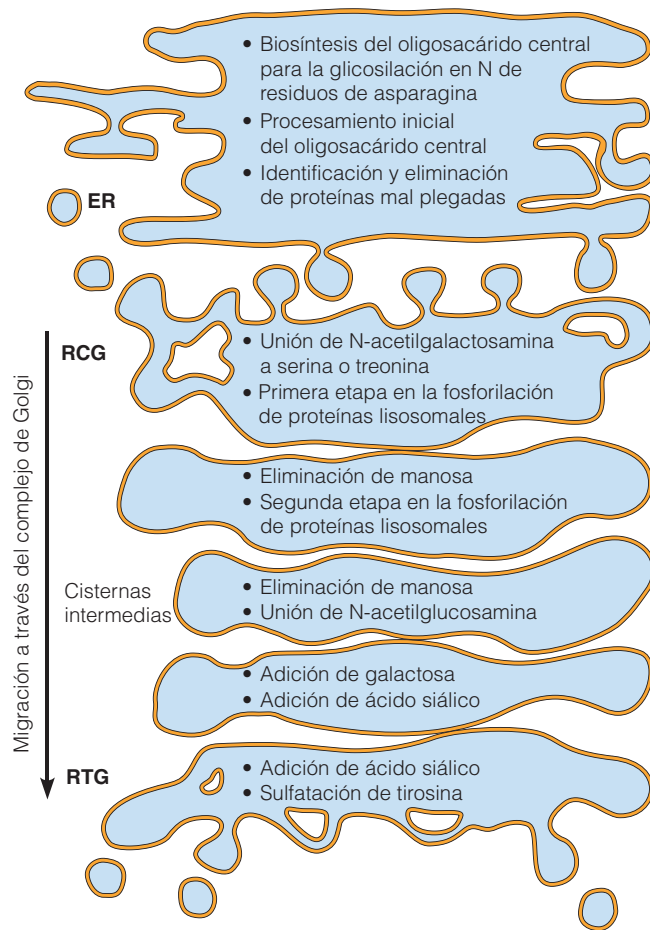 • Biosíntesis del oligosacárido central
para la glicosilación en N de
residuos de asparagina
• Procesamiento inicial
del oligosacárido central
• Identificación y eliminación
de proteínas mal plegadas
ER
RCG
• Unión de N-acetilgalactosamina
a serina o treonina
• Primera etapa en la fosforilación
de proteínas lisosomales
• Eliminación de manosa
• Segunda etapa en la fosforilación
de proteínas lisosomales
Cisternas
intermedias
• Eliminación de manosa
• Unión de N-acetilglucosamina
• Adición de galactosa
• Adición de ácido siálico
RTG
• Adición de ácido siálico
• Sulfatación de tirosina
Migración a través del complejo de Golgi